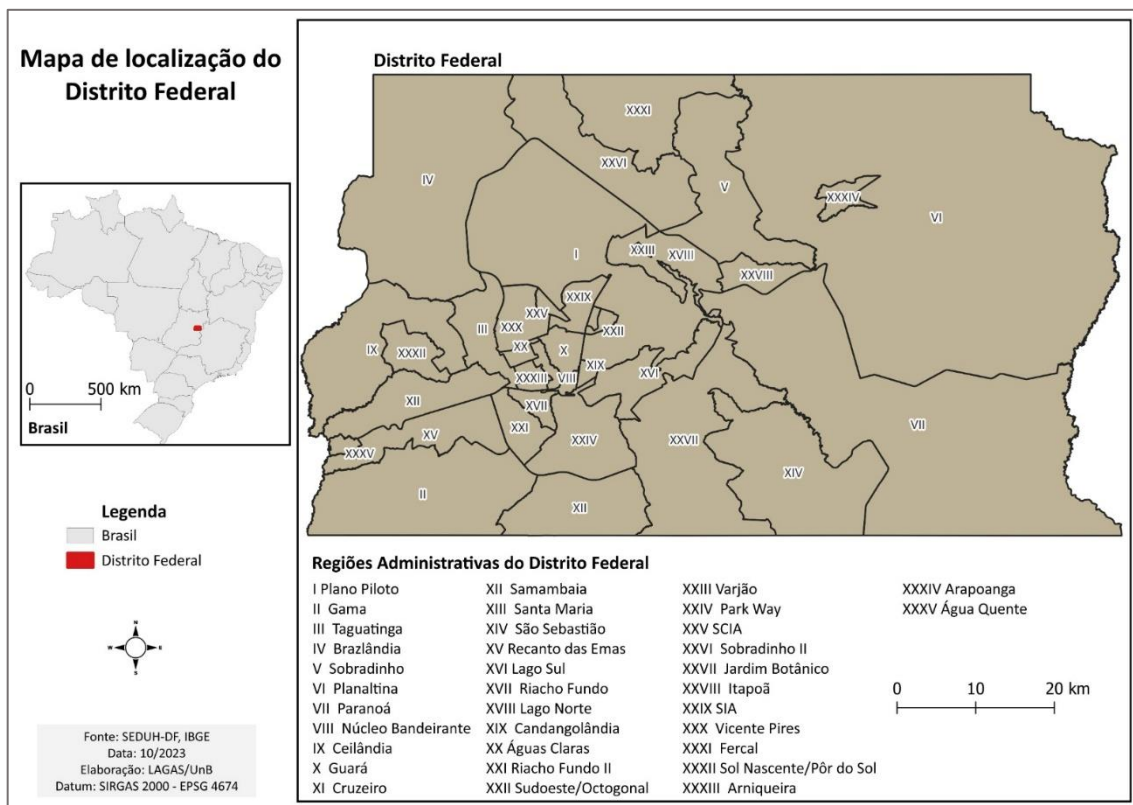 Mapa de localização do
Distrito Federal
0 500 km
Brasil
Legenda
Brasil
Distrito Federal
N
W E
S
Fonte: SEDUH-DF, IBGE
Data: 10/2023
Elaboração: LAGAS/UnB
Datum: SIRGAS 2000 - EPSG 4674
Distrito Federal
XXXI
XXVI
IV
V
XXXIV
VI
I
XXIII
XVIII
XXVIII
XXIX
XXV
III
XXX
XXII
IX
XXXII
XX
X
XIX
XXXIII
VIII
XVI
XII
XVII
XV
XXI
XXIV
XXVII
VII
XXXV
XIV
II
XII
Regiões Administrativas do Distrito Federal
I Plano Piloto
II Gama
III Taguatinga
IV Brazlândia
V Sobradinho
VI Planaltina
VII Paranoá
VIII Núcleo Bandeirante
IX Ceilândia
X Guará
XI Cruzeiro
XII Samambaia
XIII Santa Maria
XIV São Sebastião
XV Recanto das Emas
XVI Lago Sul
XVII Riacho Fundo
XVIII Lago Norte
XIX Candangolândia
XX Águas Claras
XXI Riacho Fundo II
XXII Sudoeste/Octogonal
XXIII Varjão
XXIV Park Way
XXV SCIA
XXVI Sobradinho II
XXVII Jardim Botânico
XXVIII Itapoã
XXIX SIA
XXX Vicente Pires
XXXI Fercal
XXXII Sol Nascente/Pôr do Sol
XXXIII Arniqueira
XXXIV Arapoanga
XXXV Água Quente
0 10 20 km